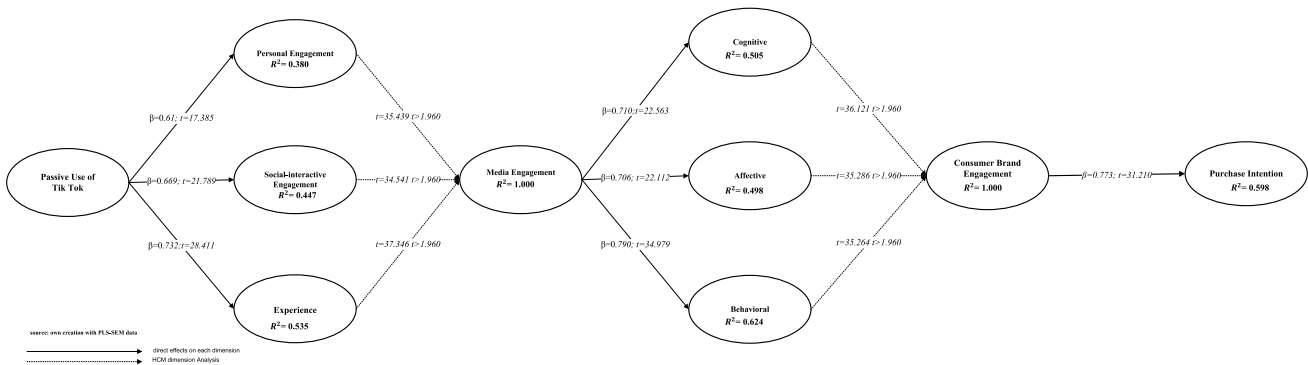 Passive Use of
Tik Tok
β=0.61; t=17.385
β=0.669; t=21.789
β=0.732;t=28.411
Personal Engagement
R²= 0.380
Social-interactive
Engagement
R²= 0.447
Experience
R²= 0.535
t=35.439 t>1.960
t=34.541 t>1.960
t=37.346 t>1.960
Media Engagement
R²= 1.000
β=0.710;t=22.563
β=0.706; t=22.112
β=0.790; t=34.979
Cognitive
R²= 0.505
Affective
R²= 0.498
Behavioral
R²= 0.624
t=36.121 t>1.960
t=35.286 t>1.960
t=35.264 t>1.960
Consumer Brand
Engagement
R²= 1.000
β=0.773; t=31.210
Purchase Intention
R²= 0.598
source: own creation with PLS-SEM data
direct effects on each dimension
HCM dimension Analysis